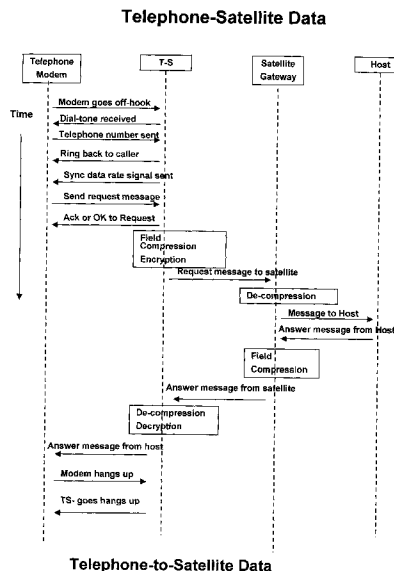 Telephone-Satellite Data
Telephone
Modem
T-S
Satellite
Gateway
Host
Time
Modem goes off-hook
Dial-tone received
Telephone number sent
Ring back to caller
Sync data rate signal sent
Send request message
Ack or OK to Request
Field
Compression
Encryption
Request message to satellite
De-compression
Message to Host
Answer message from Host
Field
Compression
Answer message from satellite
De-compression
Decryption
Answer message from host
Modem hangs up
TS- goes hangs up
Telephone-to-Satellite Data